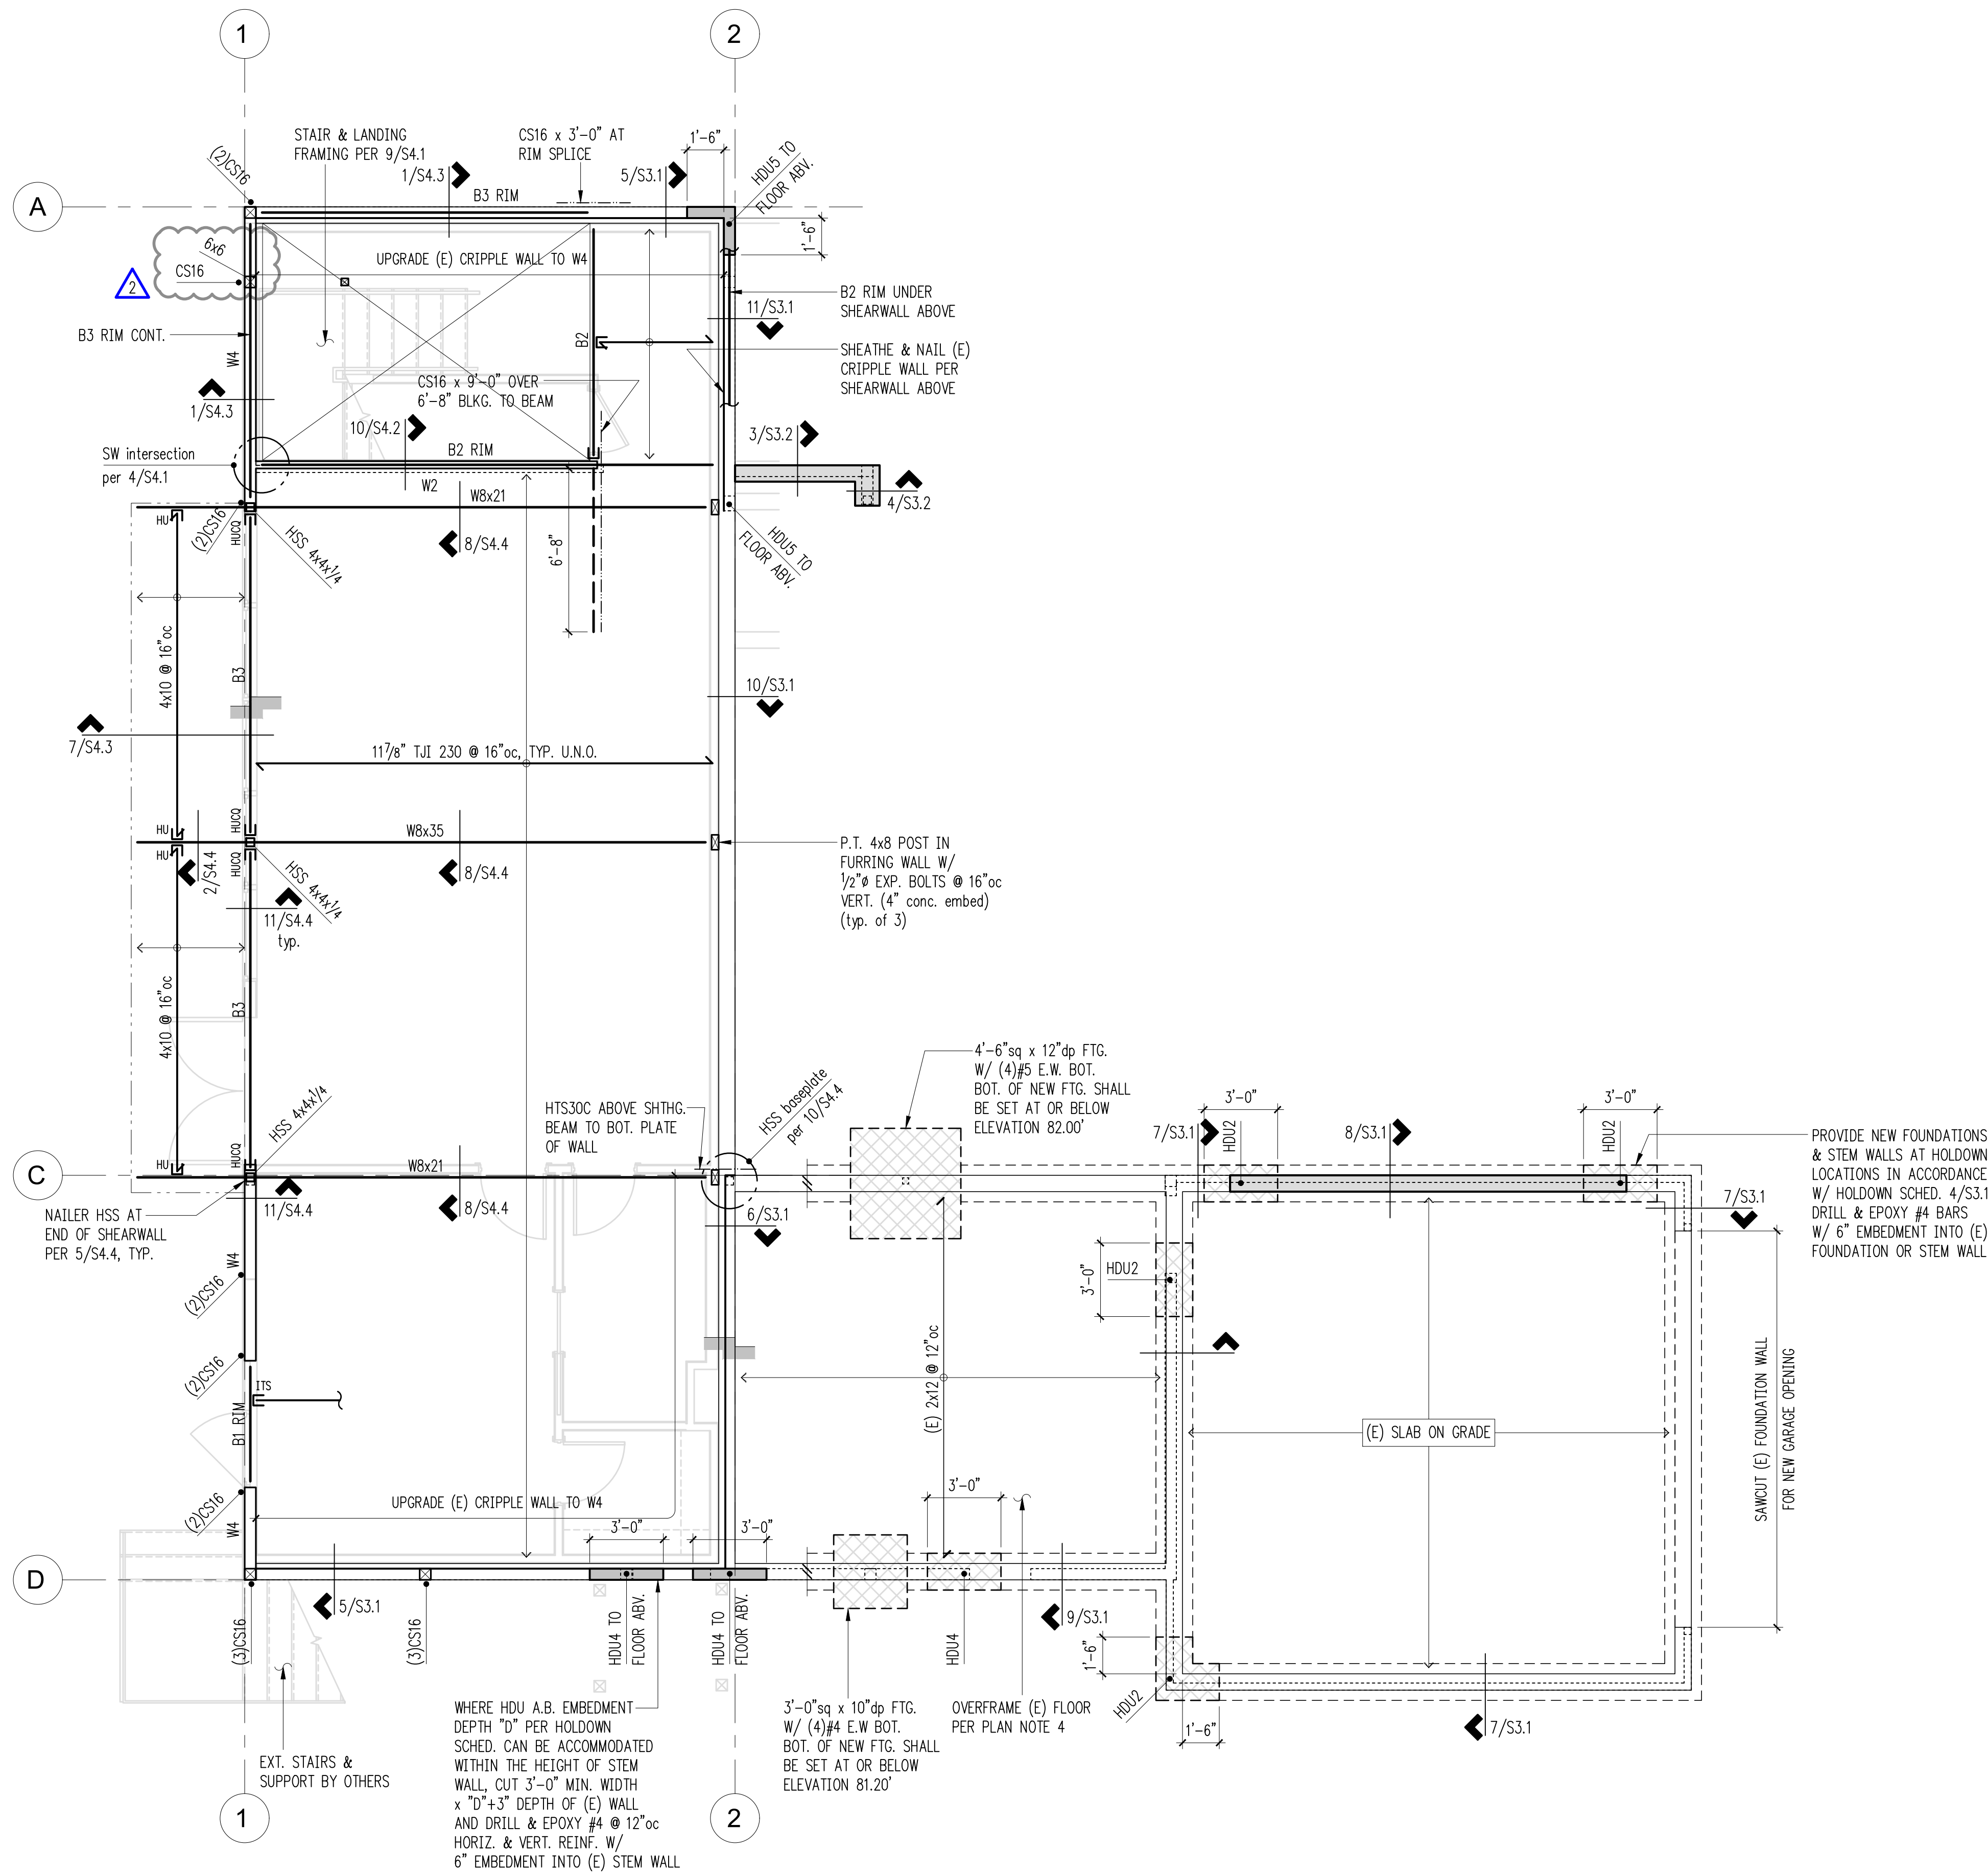 1
2
A
STAIR & LANDING
FRAMING PER 9/S4.1
CS16 x 3'-0" AT
RIM SPLICE
1'-6"
(2)CS16
1/S4.3
5/S3.1
HDU5 TO
FLOOR ABV.
B3 RIM
1'-6"
6x6
CS16
2
UPGRADE (E) CRIPPLE WALL TO W4
B2 RIM UNDER
SHEARWALL ABOVE
11/S3.1
B3 RIM CONT.
W4
B2
SHEATHE & NAIL (E)
CRIPPLE WALL PER
SHEARWALL ABOVE
CS16 x 9'-0" OVER
6'-8" BLKG. TO BEAM
1/S4.3
10/S4.2
3/S3.2
SW intersection
per 4/S4.1
B2 RIM
W2
W8x21
4/S3.2
HU
(2)CS16
HUCQ
HSS 4x4x1/4
8/S4.4
6'-8"
HDU5 TO
FLOOR ABV.
4x10 @ 16"oc
B3
10/S3.1
7/S4.3
11 7/8" TJI 230 @ 16"oc, TYP. U.N.O.
HU
HUCQ
W8x35
HU
HUCQ
2/S4.4
HSS 4x4x1/4
8/S4.4
P.T. 4x8 POST IN
FURRING WALL W/
1/2"ø EXP. BOLTS @ 16"oc
VERT. (4" conc. embed)
(typ. of 3)
11/S4.4
typ.
4x10 @ 16"oc
B3
HSS 4x4x1/4
HTS30C ABOVE SHTHG.
BEAM TO BOT. PLATE
OF WALL
HSS baseplate
per 10/S4.4
4'-6"sq x 12"dp FTG.
W/ (4)#5 E.W. BOT.
BOT. OF NEW FTG. SHALL
BE SET AT OR BELOW
ELEVATION 82.00'
3'-0"
3'-0"
7/S3.1
HDU2
8/S3.1
HDU2
PROVIDE NEW FOUNDATIONS
& STEM WALLS AT HOLDOWN
LOCATIONS IN ACCORDANCE
W/ HOLDOWN SCHED. 4/S3.1
DRILL & EPOXY #4 BARS
W/ 6" EMBEDMENT INTO (E)
FOUNDATION OR STEM WALL
C
HU
HUCQ
W8x21
7/S3.1
NAILER HSS AT
END OF SHEARWALL
PER 5/S4.4, TYP.
11/S4.4
8/S4.4
6/S3.1
W4
(2)CS16
3'-0"
HDU2
(2)CS16
ITS
B1 RIM
(E) 2x12 @ 12"oc
(E) SLAB ON GRADE
SAWCUT (E) FOUNDATION WALL
FOR NEW GARAGE OPENING
(2)CS16
W4
UPGRADE (E) CRIPPLE WALL TO W4
3'-0"
3'-0"
3'-0"
D
(3)CS16
5/S3.1
(3)CS16
HDU4 TO
FLOOR ABV.
HDU4 TO
FLOOR ABV.
HDU4
9/S3.1
1'-6"
HDU2
1'-6"
7/S3.1
EXT. STAIRS &
SUPPORT BY OTHERS
WHERE HDU A.B. EMBEDMENT
DEPTH "D" PER HOLDOWN
SCHED. CAN BE ACCOMMODATED
WITHIN THE HEIGHT OF STEM
WALL, CUT 3'-0" MIN. WIDTH
x "D"+3" DEPTH OF (E) WALL
AND DRILL & EPOXY #4 @ 12"oc
HORIZ. & VERT. REINF. W/
6" EMBEDMENT INTO (E) STEM WALL
3'-0"sq x 10"dp FTG.
W/ (4)#4 E.W BOT.
BOT. OF NEW FTG. SHALL
BE SET AT OR BELOW
ELEVATION 81.20'
OVERFRAME (E) FLOOR
PER PLAN NOTE 4
1
2